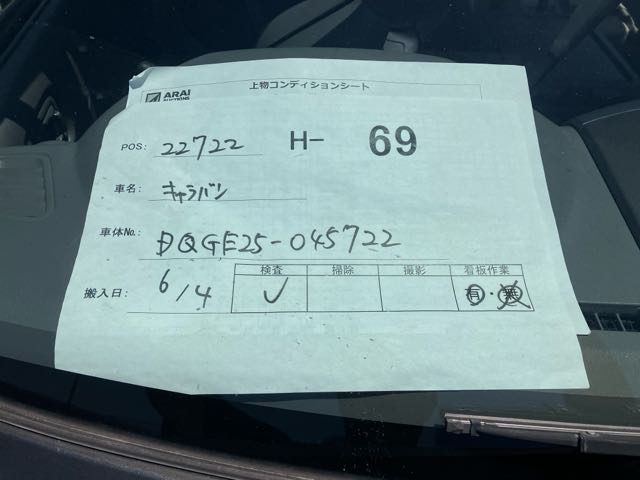 ARAI
AUCTIONS
上物コンディションシート
POS: 22722 H- 69
車名: キャラバン
車体No.: DQGE25-045722
搬入日: 6/4
検査 掃除 撮影 看板作業
✓ 有・無